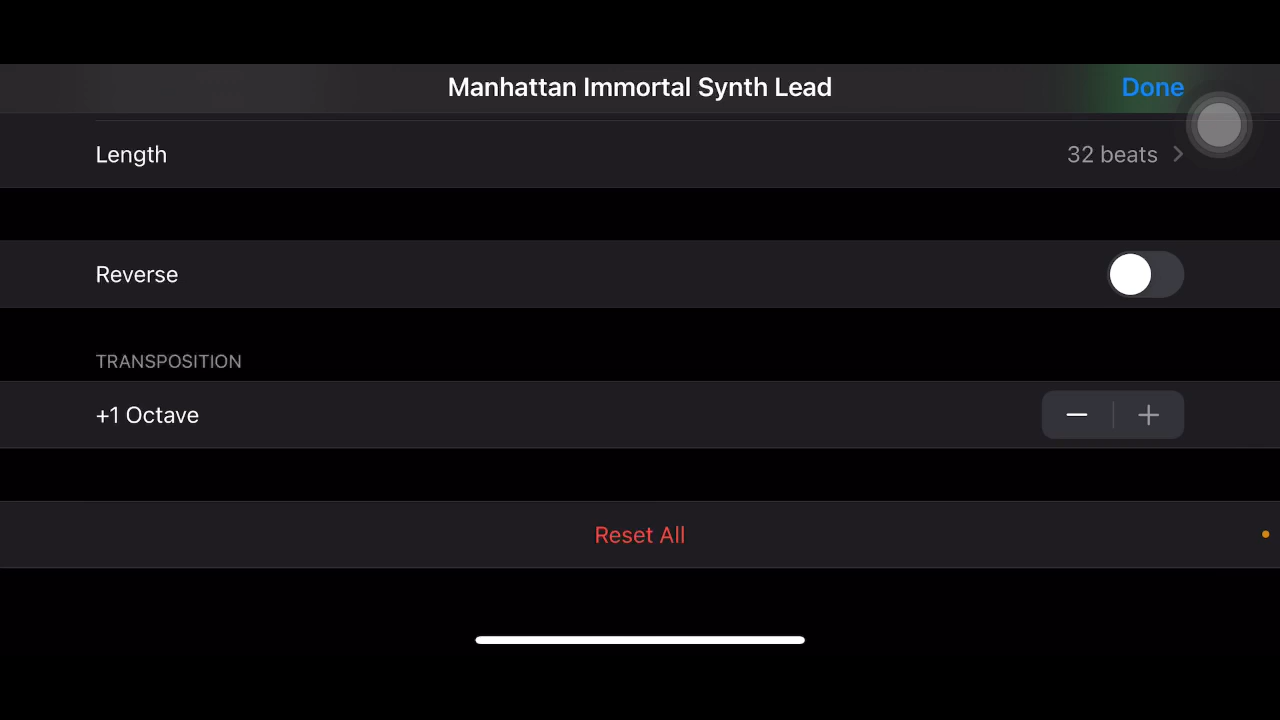 Manhattan Immortal Synth Lead
Done
Length
32 beats
Reverse
TRANSPOSITION
+1 Octave
Reset All